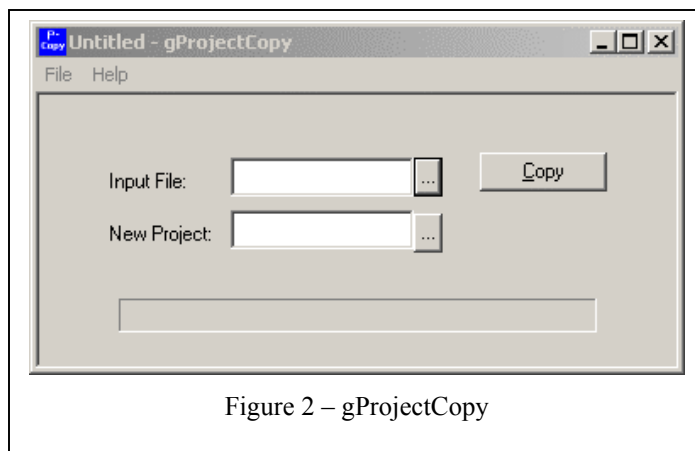 P-
Copy Untitled - gProjectCopy
File Help
Input File: ... Copy
New Project: ...
Figure 2 – gProjectCopy